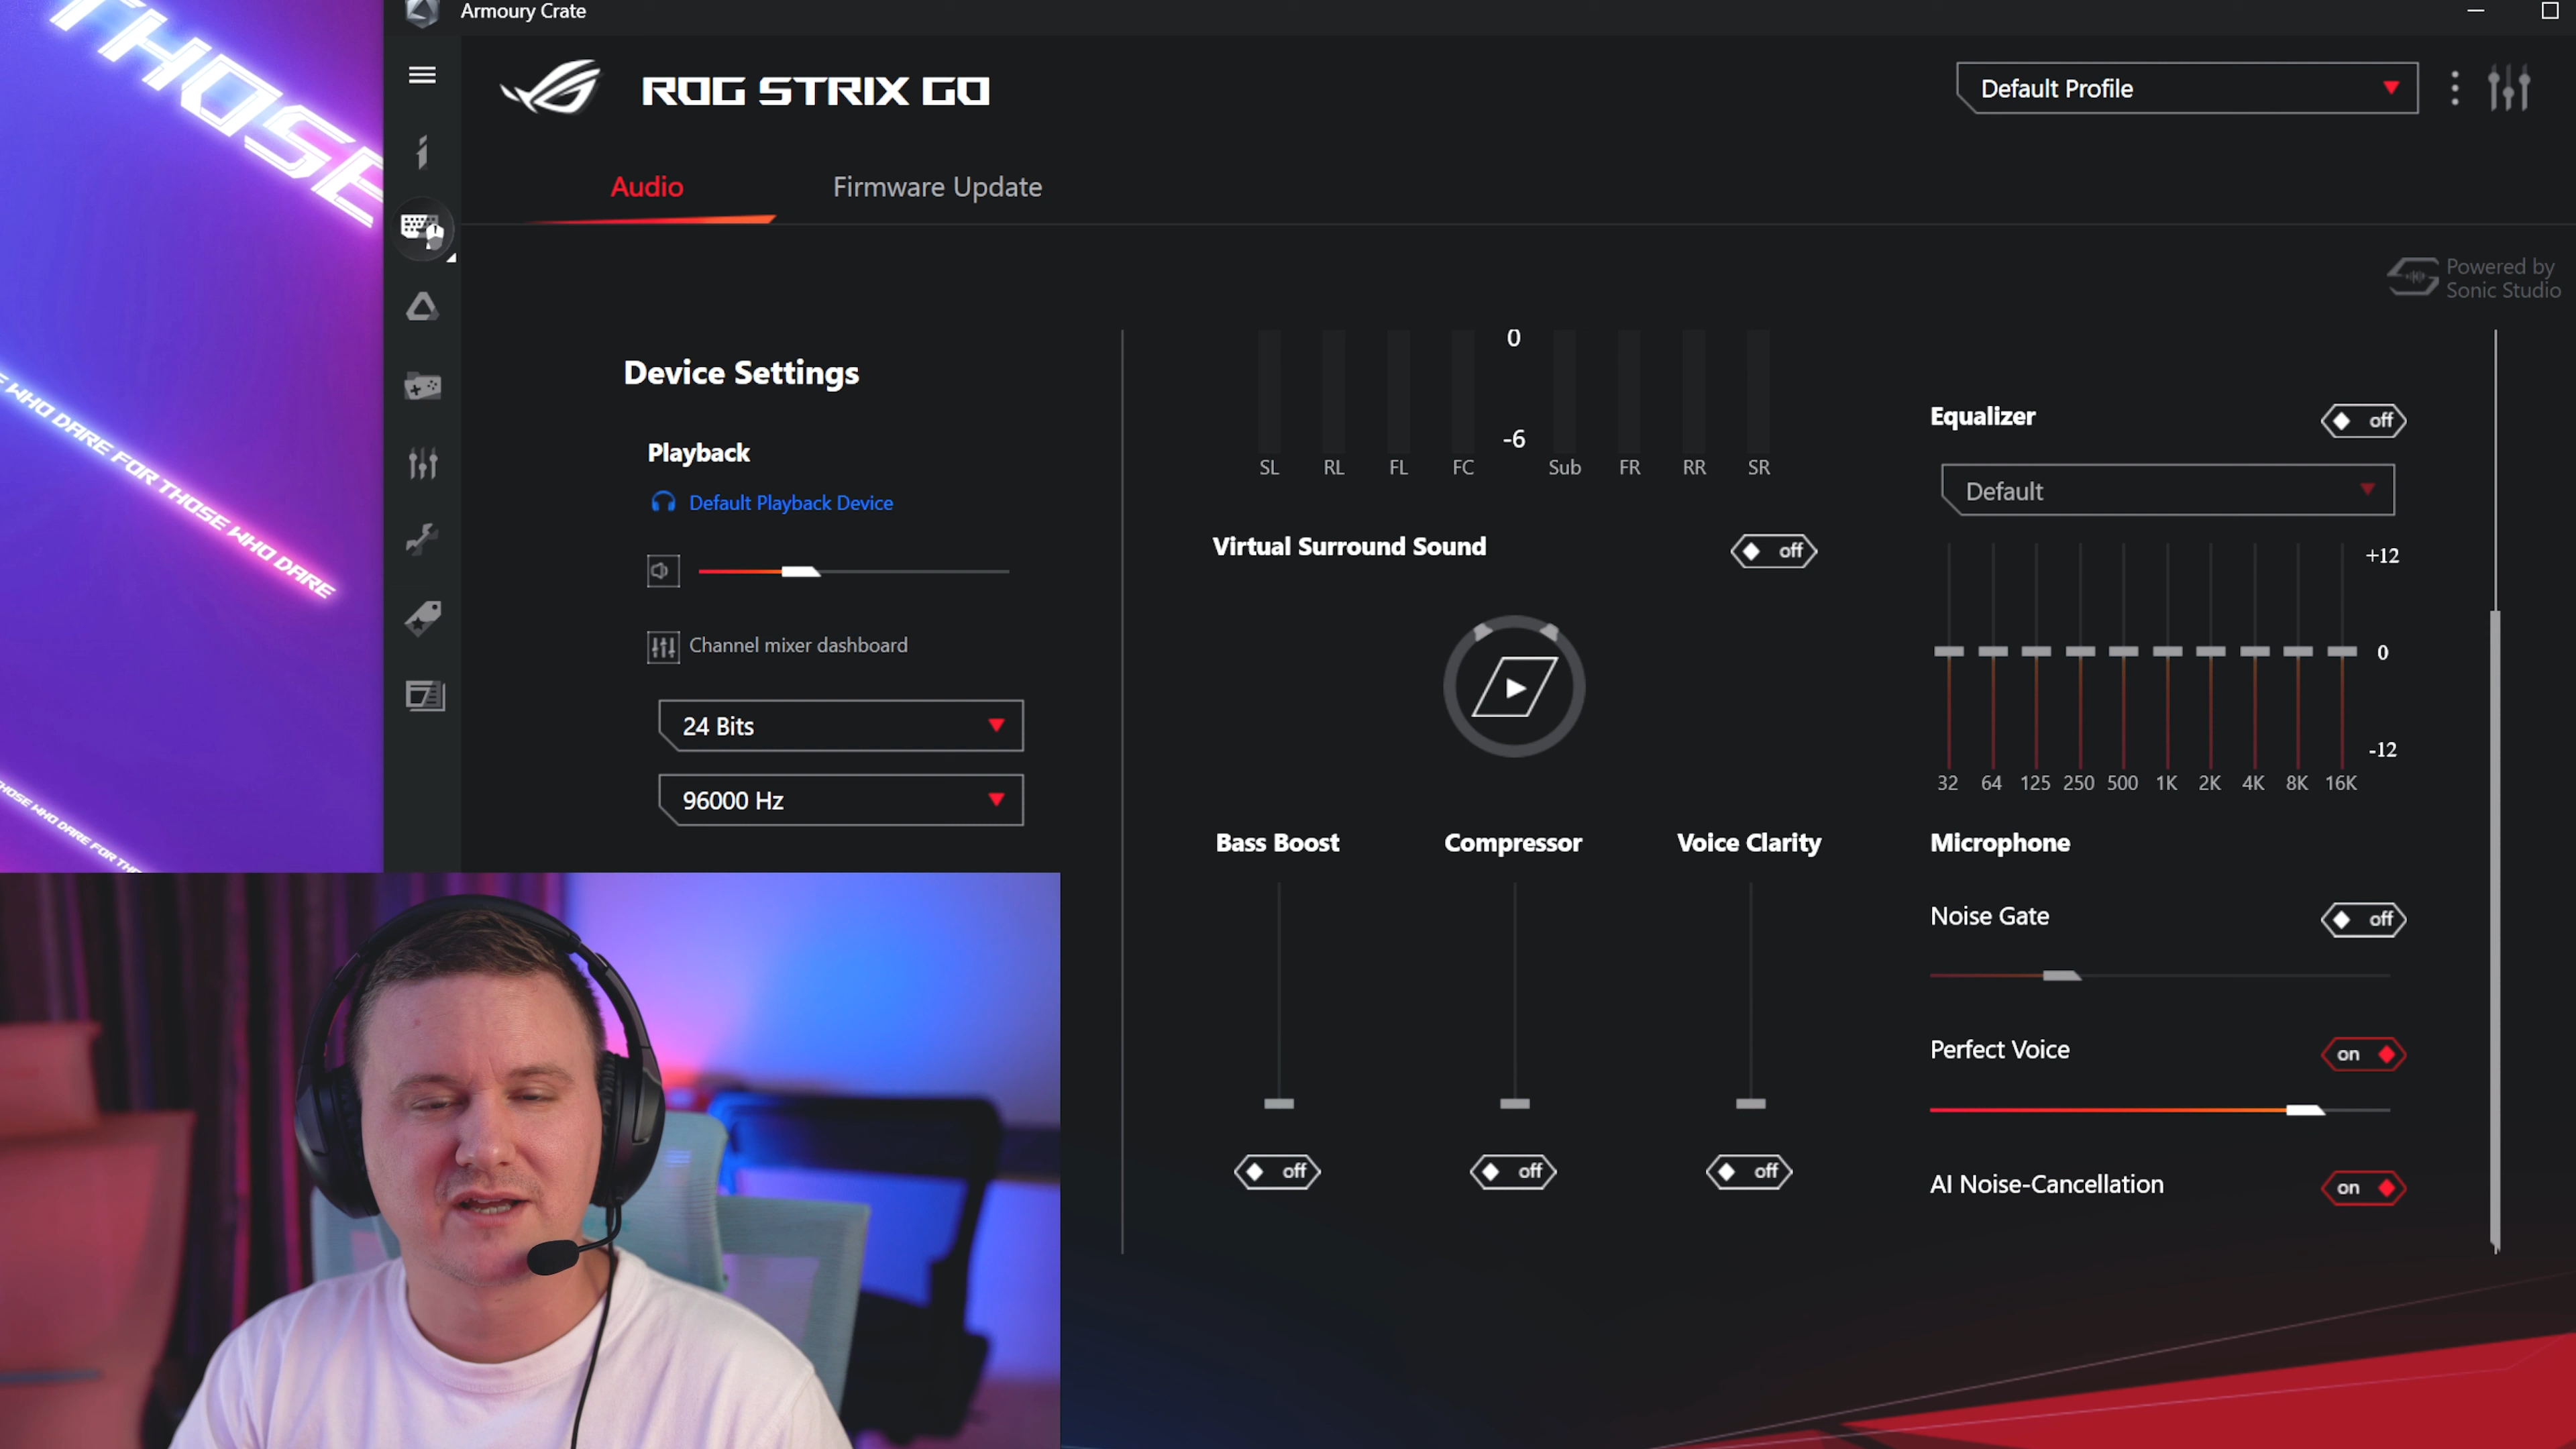 THOSE
E WHO DARE FOR THOSE WHO DARE
HOSE WHO DARE FOR
Armoury Crate
ROG STRIX GO
Default Profile
Audio
Firmware Update
Powered by
Sonic Studio
Device Settings
Playback
Default Playback Device
Channel mixer dashboard
24 Bits
96000 Hz
0
-6
SL RL FL FC Sub FR RR SR
Virtual Surround Sound
off
Bass Boost
Compressor
Voice Clarity
off
off
off
Equalizer
off
Default
+12
0
-12
32 64 125 250 500 1K 2K 4K 8K 16K
Microphone
Noise Gate
off
Perfect Voice
on
AI Noise-Cancellation
on